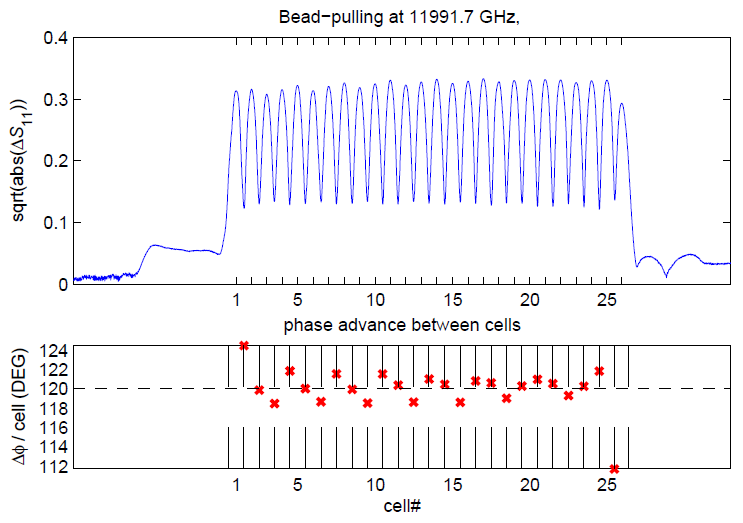 Bead−pulling at 11991.7 GHz,
sqrt(abs(ΔS11))
0.4
0.3
0.2
0.1
0
1 5 10 15 20 25
phase advance between cells
Δϕ / cell (DEG)
124
122
120
118
116
114
112
1 5 10 15 20 25
cell#